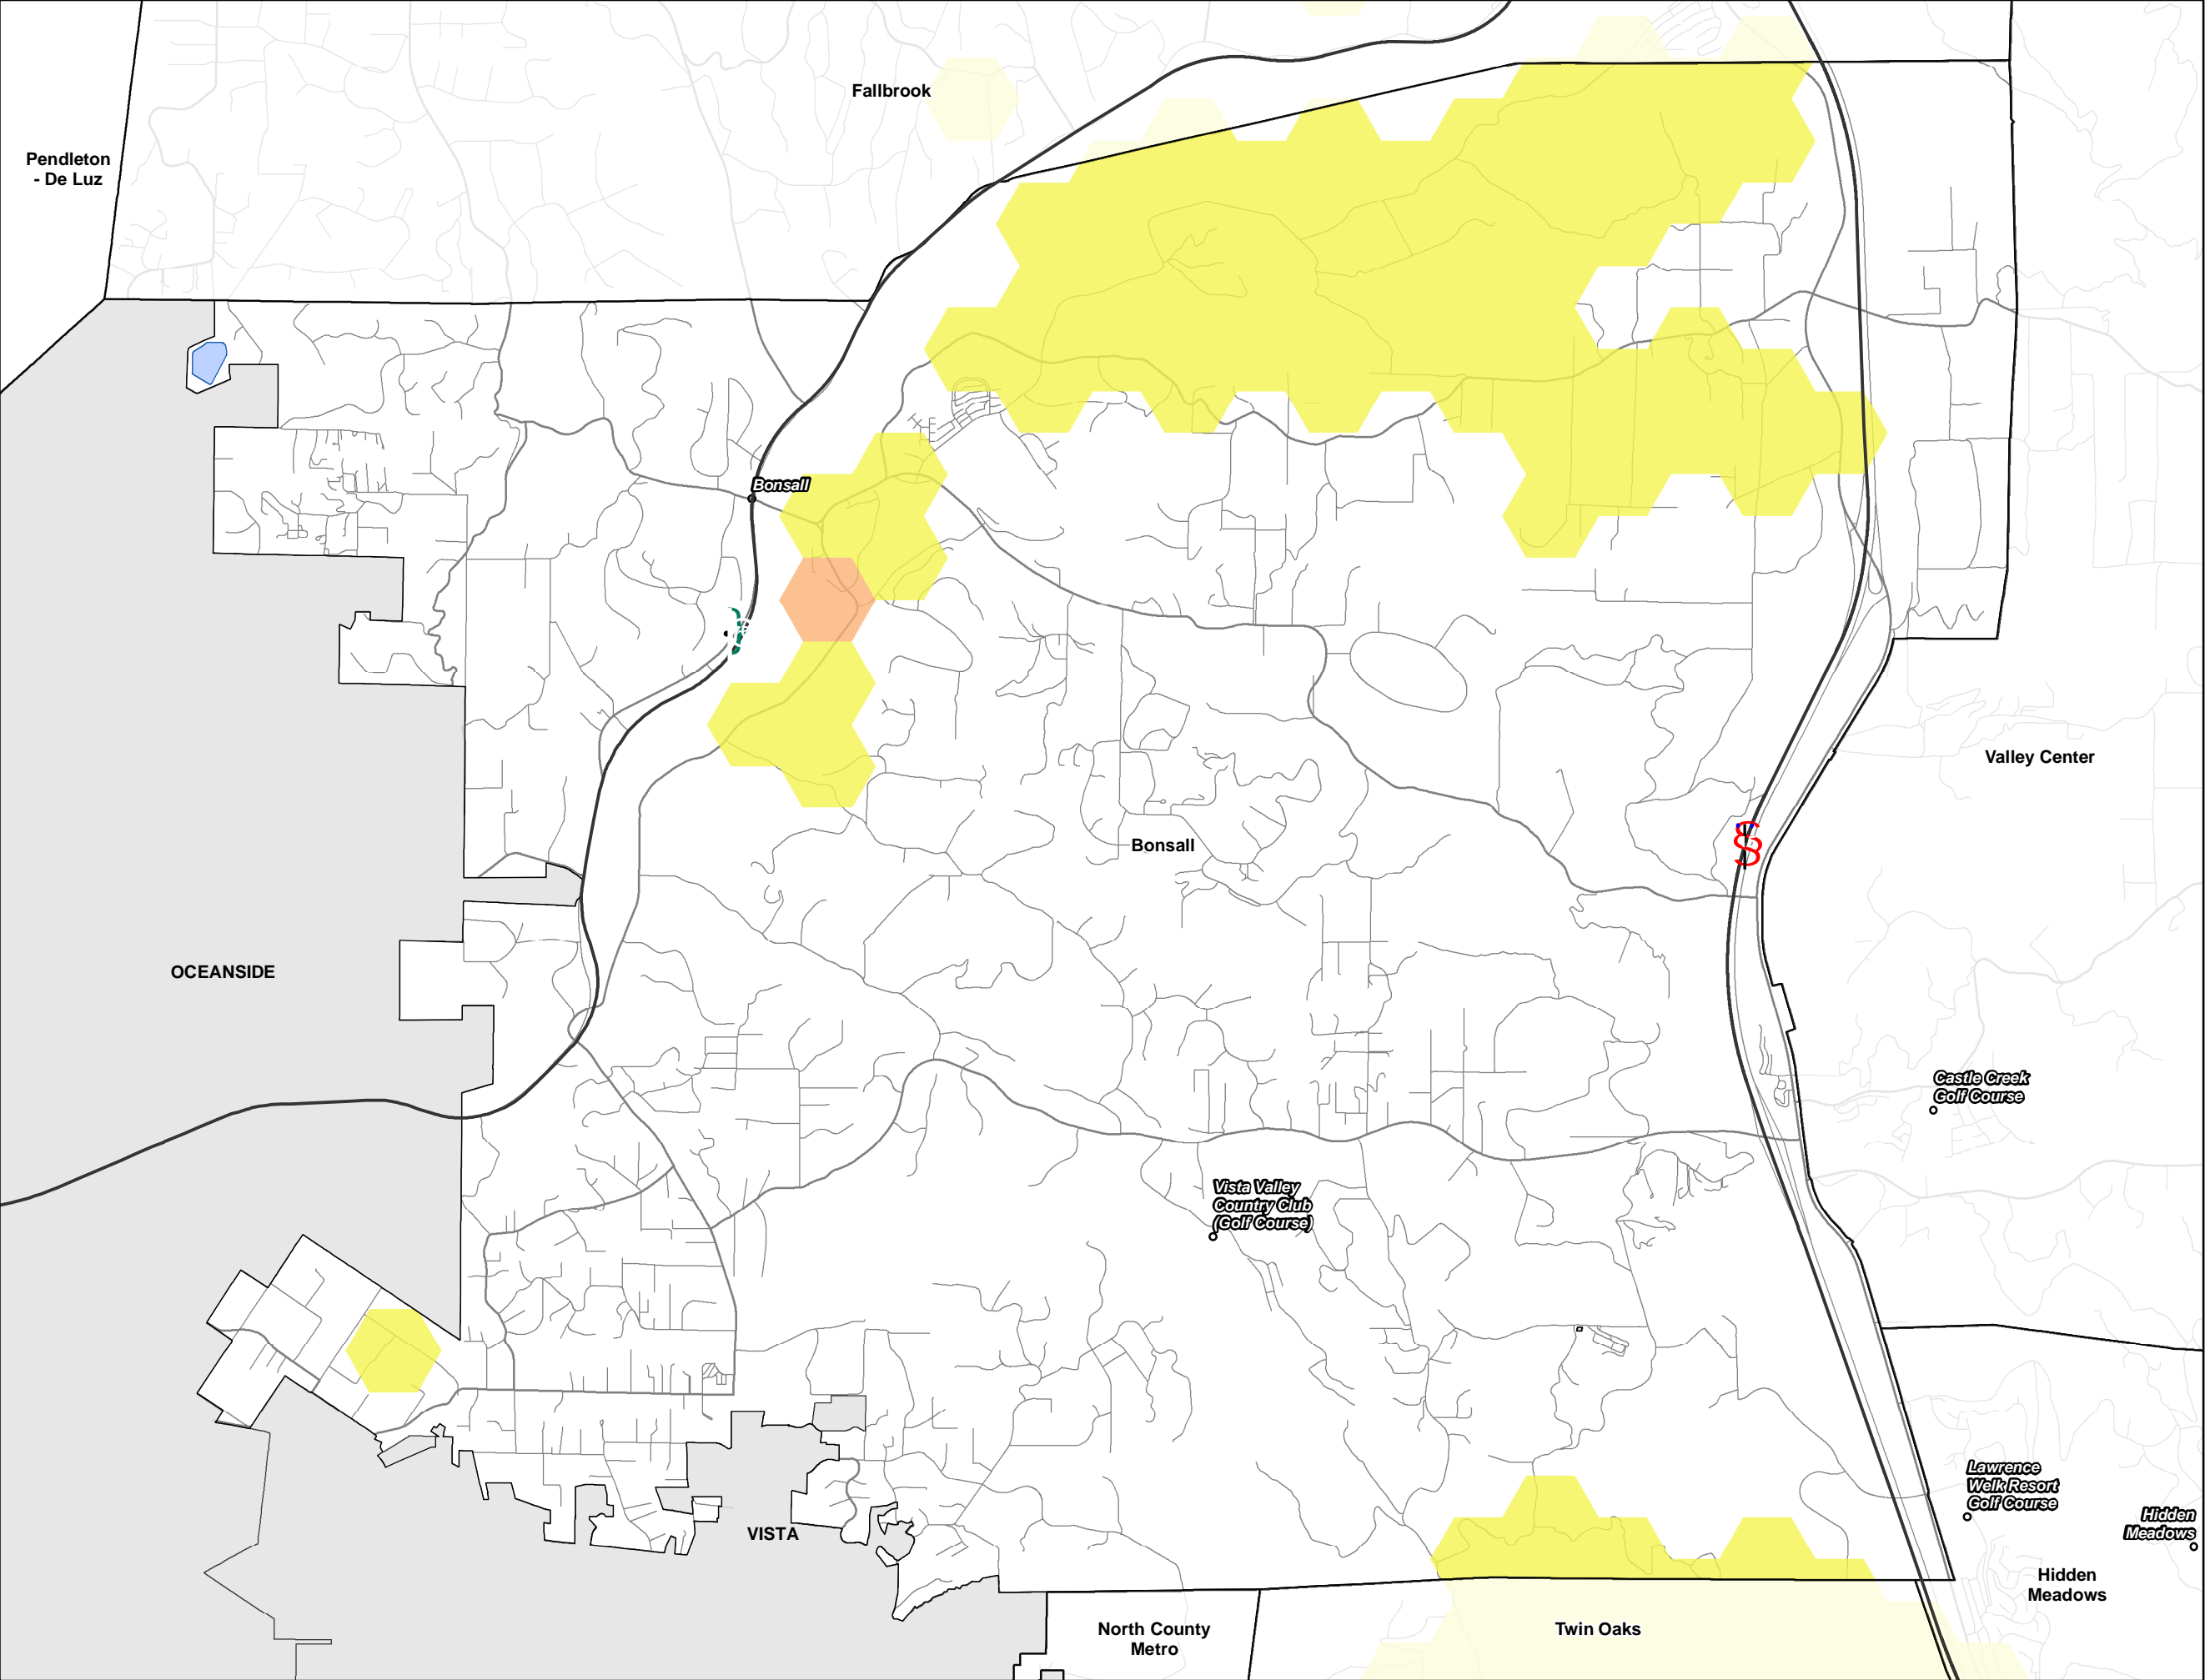 Fallbrook
Pendleton
- De Luz
Bonsall
Valley Center
Bonsall
OCEANSIDE
Castle Creek
Golf Course
Vista Valley
Country Club
(Golf Course)
Lawrence
Welk Resort
Golf Course
Hidden
Meadows
VISTA
Hidden
Meadows
North County
Metro
Twin Oaks